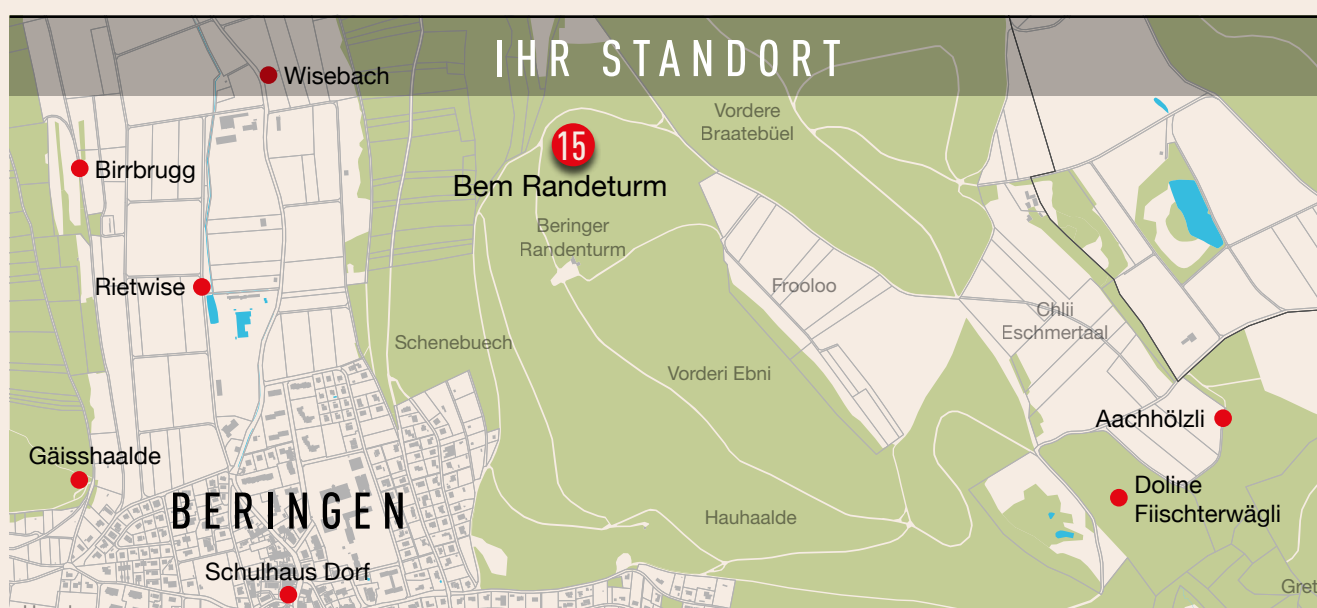 IHR STANDORT
Wisebach
Vordere
Braatebüel
15
Birrbrugg
Bem Randeturm
Beringer
Randenturm
Rietwise
Frooloo
Chlii
Eschmertaal
Schenebuech
Vorderi Ebni
Aachhölzli
Gäisshaalde
Doline
Fiischterwägli
BERINGEN
Hauhaalde
Schulhaus Dorf
Gret